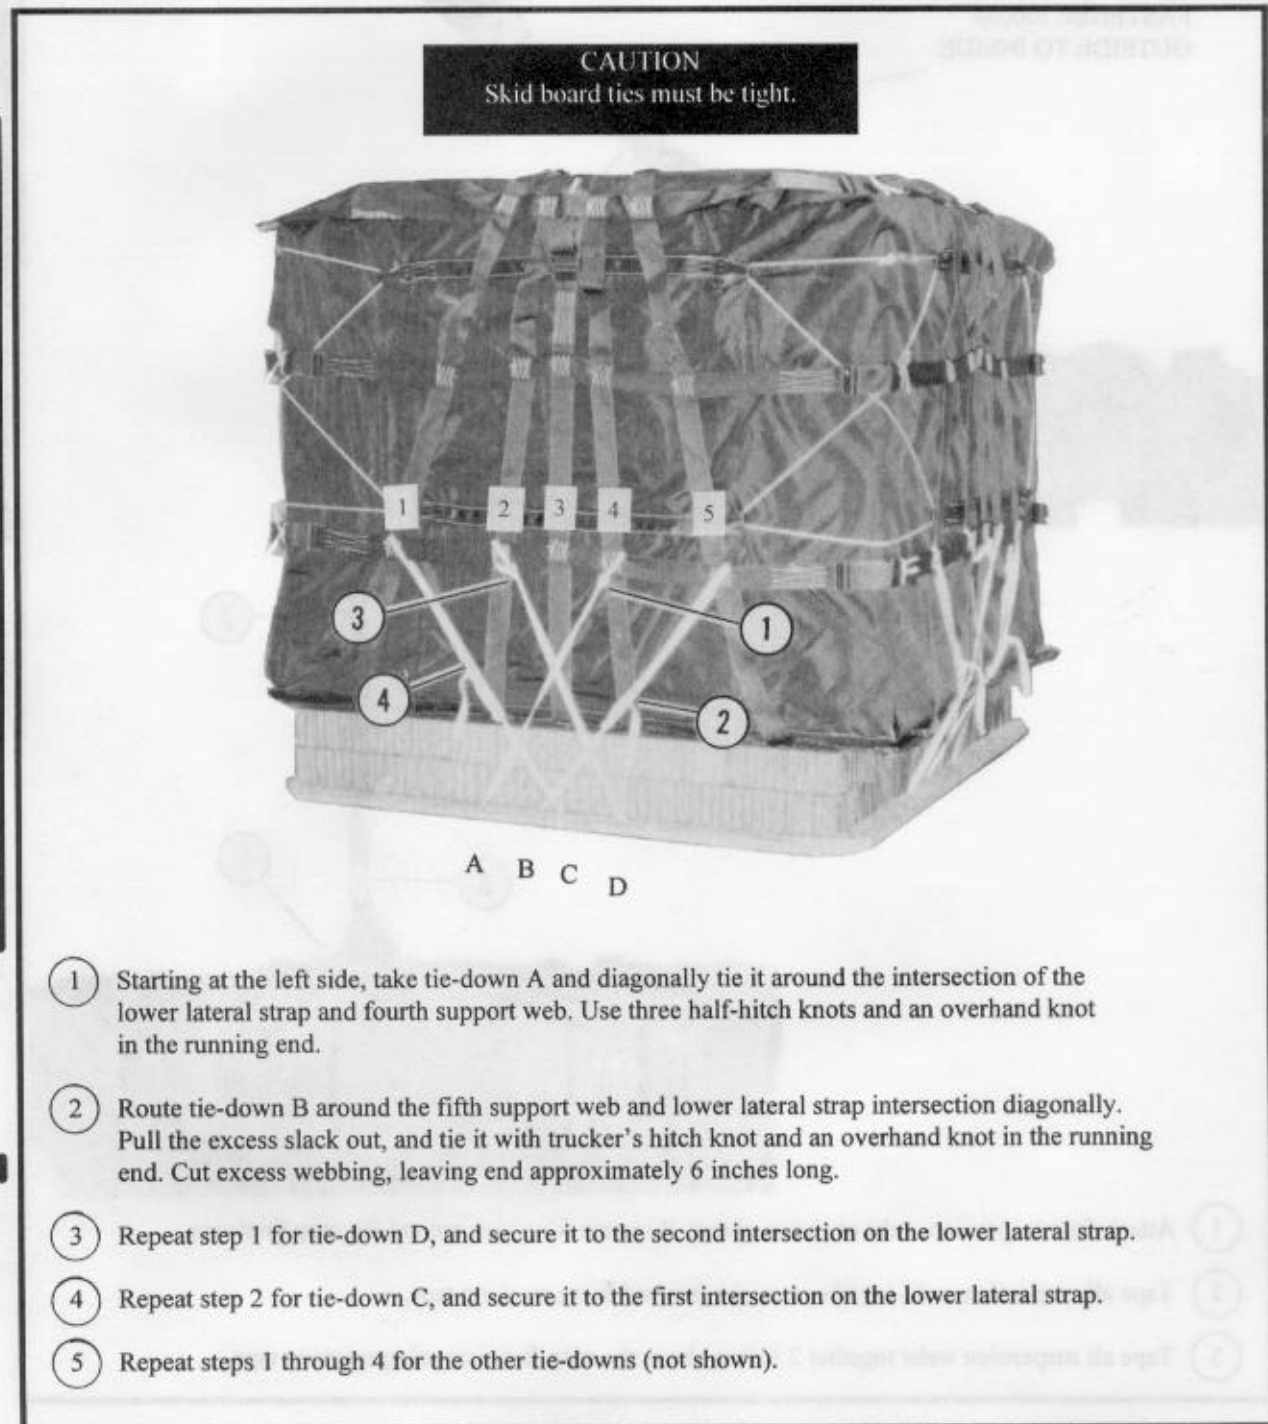 CAUTION
Skid board ties must be tight.
1 2 3 4 5
3
1
4
2
A B C D
1 Starting at the left side, take tie-down A and diagonally tie it around the intersection of the
lower lateral strap and fourth support web. Use three half-hitch knots and an overhand knot
in the running end.
2 Route tie-down B around the fifth support web and lower lateral strap intersection diagonally.
Pull the excess slack out, and tie it with trucker's hitch knot and an overhand knot in the running
end. Cut excess webbing, leaving end approximately 6 inches long.
3 Repeat step 1 for tie-down D, and secure it to the second intersection on the lower lateral strap.
4 Repeat step 2 for tie-down C, and secure it to the first intersection on the lower lateral strap.
5 Repeat steps 1 through 4 for the other tie-downs (not shown).